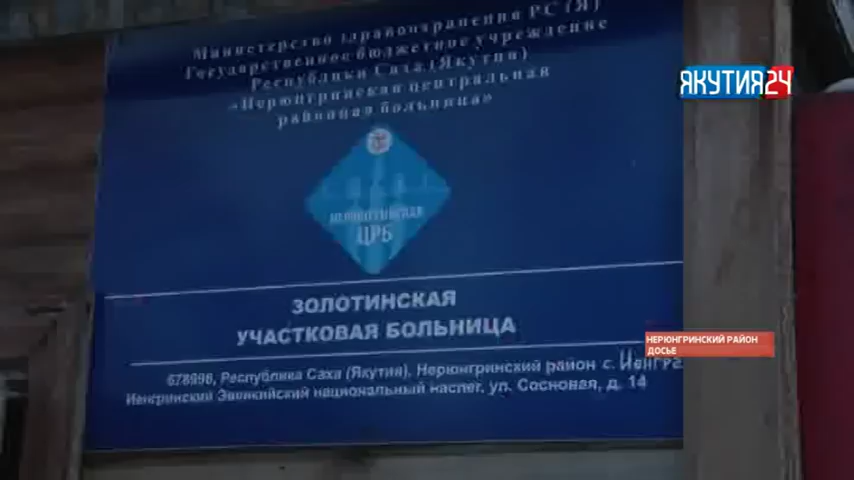 Министерство здравоохранения РС (Я)
Государственное бюджетное учреждение
Республики Саха (Якутия)
«Нерюнгринская центральная
районная больница»
ЯКУТИЯ24
НЕРЮНГРИНСКАЯ
ЦРБ
ЗОЛОТИНСКАЯ
УЧАСТКОВАЯ БОЛЬНИЦА
НЕРЮНГРИНСКИЙ РАЙОН
ДОСЬЕ
Республика Саха (Якутия), Нерюнгринский район с. Иенгра
Иенгринский Эвенкийский национальный наслег, ул. Сосновая, д. 14